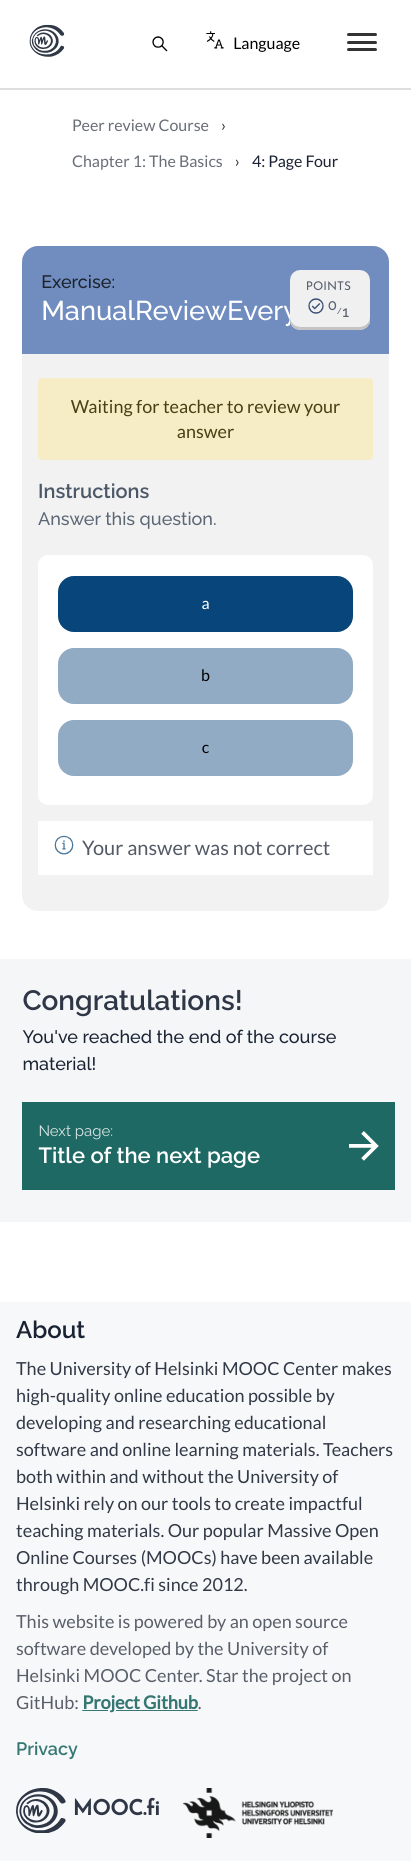 Language
Peer review Course ›
Chapter 1: The Basics › 4: Page Four
Exercise:
ManualReviewEvery
POINTS
0/1
Waiting for teacher to review your
answer
Instructions
Answer this question.
a
b
c
Your answer was not correct
Congratulations!
You've reached the end of the course
material!
Next page:
Title of the next page
About
The University of Helsinki MOOC Center makes
high-quality online education possible by
developing and researching educational
software and online learning materials. Teachers
both within and without the University of
Helsinki rely on our tools to create impactful
teaching materials. Our popular Massive Open
Online Courses (MOOCs) have been available
through MOOC.fi since 2012.
This website is powered by an open source
software developed by the University of
Helsinki MOOC Center. Star the project on
GitHub: Project Github.
Privacy
MOOC.fi
HELSINGIN YLIOPISTO
HELSINGFORS UNIVERSITET
UNIVERSITY OF HELSINKI